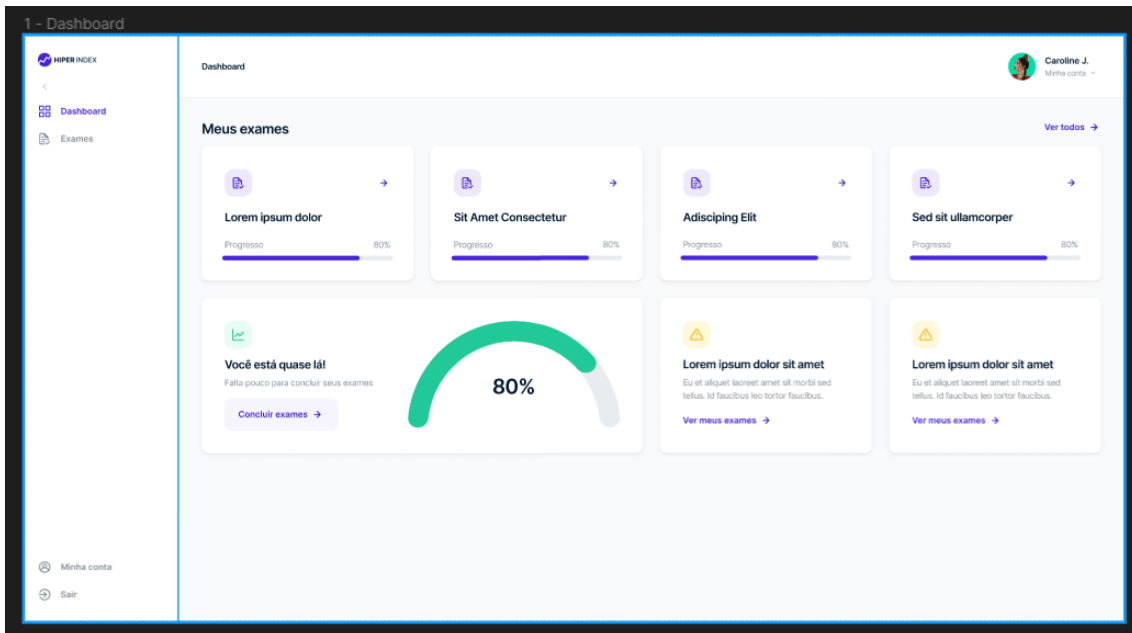 1 - Dashboard
HIPER INDEX
Dashboard
Exames
Minha conta
Sair
Dashboard
Caroline J.
Minha conta
Meus exames
Ver todos
Lorem ipsum dolor
Progresso 80%
Sit Amet Consectetur
Progresso 80%
Adisciping Elit
Progresso 80%
Sed sit ullamcorper
Progresso 80%
Você está quase lá!
Falta pouco para concluir seus exames
Concluir exames
80%
Lorem ipsum dolor sit amet
Eu et aliquet laoreet amet sit morbi sed
tellus. Id faucibus leo tortor faucibus.
Ver meus exames
Lorem ipsum dolor sit amet
Eu et aliquet laoreet amet sit morbi sed
tellus. Id faucibus leo tortor faucibus.
Ver meus exames